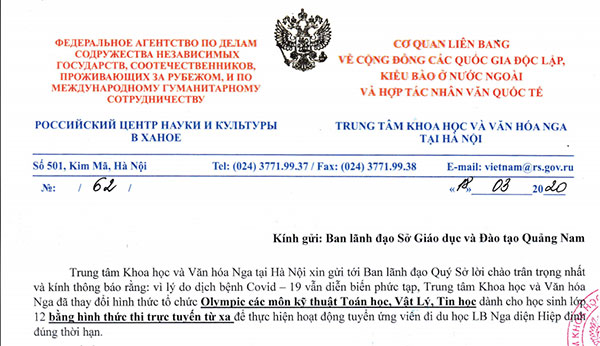 ФЕДЕРАЛЬНОЕ АГЕНТСТВО ПО ДЕЛАМ
СОДРУЖЕСТВА НЕЗАВИСИМЫХ
ГОСУДАРСТВ, СООТЕЧЕСТВЕННИКОВ,
ПРОЖИВАЮЩИХ ЗА РУБЕЖОМ, И ПО
МЕЖДУНАРОДНОМУ ГУМАНИТАРНОМУ
СОТРУДНИЧЕСТВУ
CƠ QUAN LIÊN BANG
VỀ CỘNG ĐỒNG CÁC QUỐC GIA ĐỘC LẬP,
KIỀU BÀO Ở NƯỚC NGOÀI
VÀ HỢP TÁC NHÂN VĂN QUỐC TẾ
РОССИЙСКИЙ ЦЕНТР НАУКИ И КУЛЬТУРЫ
В ХАНОЕ
TRUNG TÂM KHOA HỌC VÀ VĂN HÓA NGA
TẠI HÀ NỘI
Số 501, Kim Mã, Hà Nội Tel: (024) 3771.99.37 / Fax: (024) 3771.99.38 E-mail: vietnam@rs.gov.ru
№: / 62 / «18» 03 2020
Kính gửi: Ban lãnh đạo Sở Giáo dục và Đào tạo Quảng Nam
Trung tâm Khoa học và Văn hóa Nga tại Hà Nội xin gửi tới Ban lãnh đạo Quý Sở lời chào trân trọng nhất
và kính thông báo rằng: vì lý do dịch bệnh Covid – 19 vẫn diễn biến phức tạp, Trung tâm Khoa học và Văn hóa
Nga đã thay đổi hình thức tổ chức Olympic các môn kỹ thuật Toán học, Vật Lý, Tin học dành cho học sinh lớp
12 bằng hình thức thi trực tuyến từ xa để thực hiện hoạt động tuyển ứng viên đi du học LB Nga diện Hiệp định
đúng thời hạn.